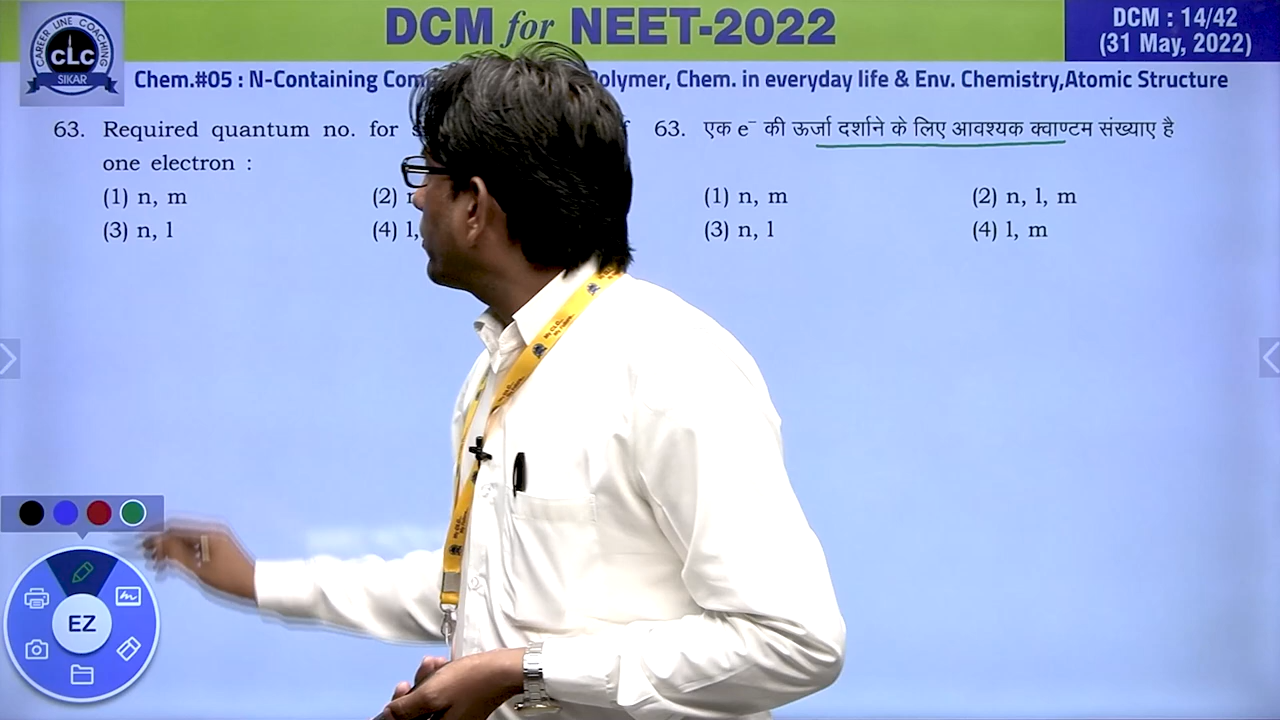 DCM for NEET-2022
DCM : 14/42
(31 May, 2022)
CAREER LINE COACHING
CLC
SIKAR
Chem.#05 : N-Containing Com Polymer, Chem. in everyday life & Env. Chemistry,Atomic Structure
63. Required quantum no. for
one electron :
(1) n, m (2)
(3) n, l (4) l,
63. एक e⁻ की ऊर्जा दर्शाने के लिए आवश्यक क्वाण्टम संख्याए है
(1) n, m (2) n, l, m
(3) n, l (4) l, m
EZ